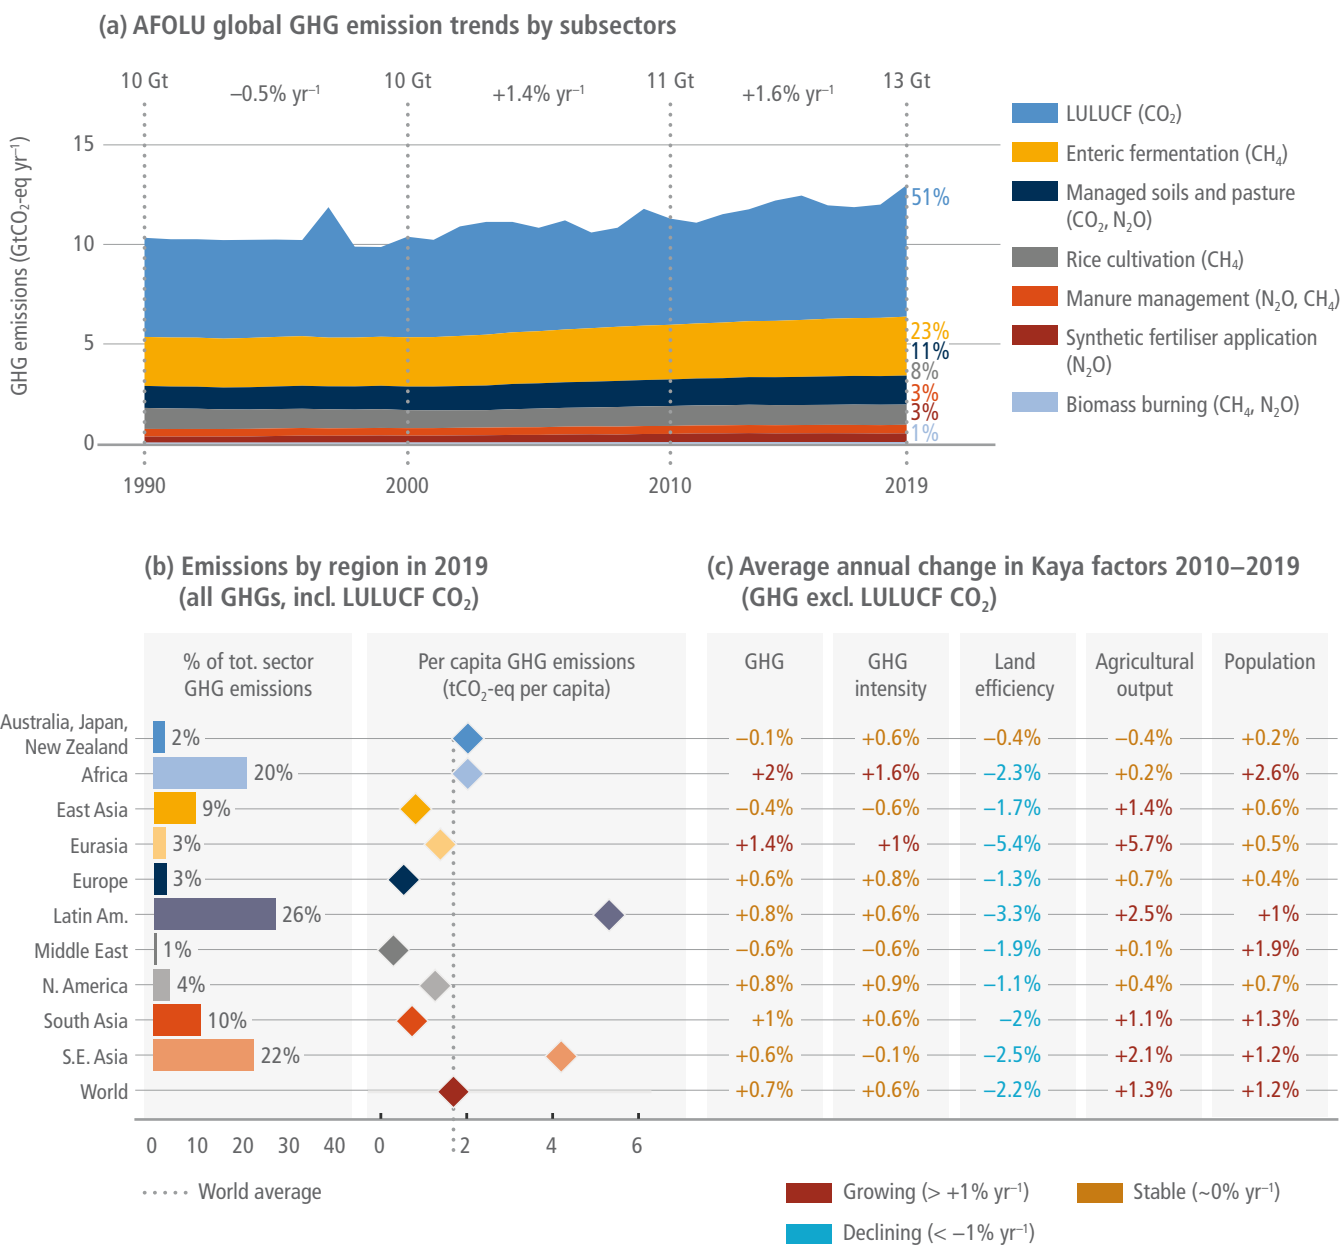 (a) AFOLU global GHG emission trends by subsectors
10 Gt
–0.5% yr⁻¹
10 Gt
+1.4% yr⁻¹
11 Gt
+1.6% yr⁻¹
13 Gt
GHG emissions (GtCO₂-eq yr⁻¹)
15
10
5
0
51%
23%
11%
8%
3%
3%
1%
1990
2000
2010
2019
LULUCF (CO₂)
Enteric fermentation (CH₄)
Managed soils and pasture
(CO₂, N₂O)
Rice cultivation (CH₄)
Manure management (N₂O, CH₄)
Synthetic fertiliser application
(N₂O)
Biomass burning (CH₄, N₂O)
(b) Emissions by region in 2019
(all GHGs, incl. LULUCF CO₂)
(c) Average annual change in Kaya factors 2010–2019
(GHG excl. LULUCF CO₂)
% of tot. sector
GHG emissions
Per capita GHG emissions
(tCO₂-eq per capita)
GHG
GHG
intensity
Land
efficiency
Agricultural
output
Population
Australia, Japan,
New Zealand
2%
–0.1% +0.6% –0.4% –0.4% +0.2%
Africa 20% +2% +1.6% –2.3% +0.2% +2.6%
East Asia 9% –0.4% –0.6% –1.7% +1.4% +0.6%
Eurasia 3% +1.4% +1% –5.4% +5.7% +0.5%
Europe 3% +0.6% +0.8% –1.3% +0.7% +0.4%
Latin Am. 26% +0.8% +0.6% –3.3% +2.5% +1%
Middle East 1% –0.6% –0.6% –1.9% +0.1% +1.9%
N. America 4% +0.8% +0.9% –1.1% +0.4% +0.7%
South Asia 10% +1% +0.6% –2% +1.1% +1.3%
S.E. Asia 22% +0.6% –0.1% –2.5% +2.1% +1.2%
World +0.7% +0.6% –2.2% +1.3% +1.2%
0 10 20 30 40
0 2 4 6
World average
Growing (> +1% yr⁻¹)
Stable (~0% yr⁻¹)
Declining (< –1% yr⁻¹)